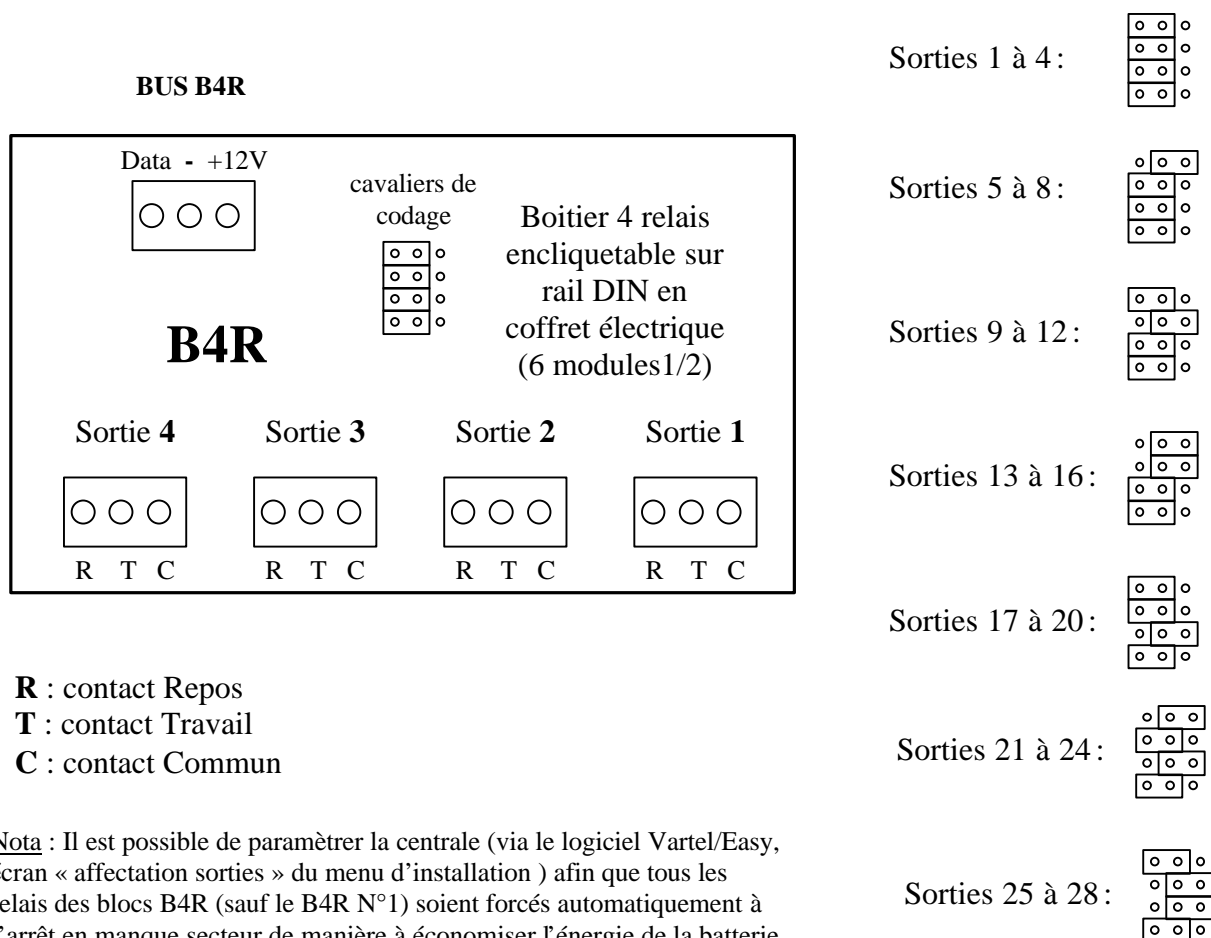 BUS B4R
Data - +12V
cavaliers de
codage
Boitier 4 relais
encliquetable sur
rail DIN en
coffret électrique
(6 modules1/2)
B4R
Sortie 4 Sortie 3 Sortie 2 Sortie 1
R T C R T C R T C R T C
R : contact Repos
T : contact Travail
C : contact Commun
Nota : Il est possible de paramètrer la centrale (via le logiciel Vartel/Easy,
écran « affectation sorties » du menu d'installation ) afin que tous les
relais des blocs B4R (sauf le B4R N°1) soient forcés automatiquement à
l'arrêt en manque secteur de manière à économiser l'énergie de la batterie
Sorties 1 à 4 :
Sorties 5 à 8 :
Sorties 9 à 12 :
Sorties 13 à 16 :
Sorties 17 à 20 :
Sorties 21 à 24 :
Sorties 25 à 28 :